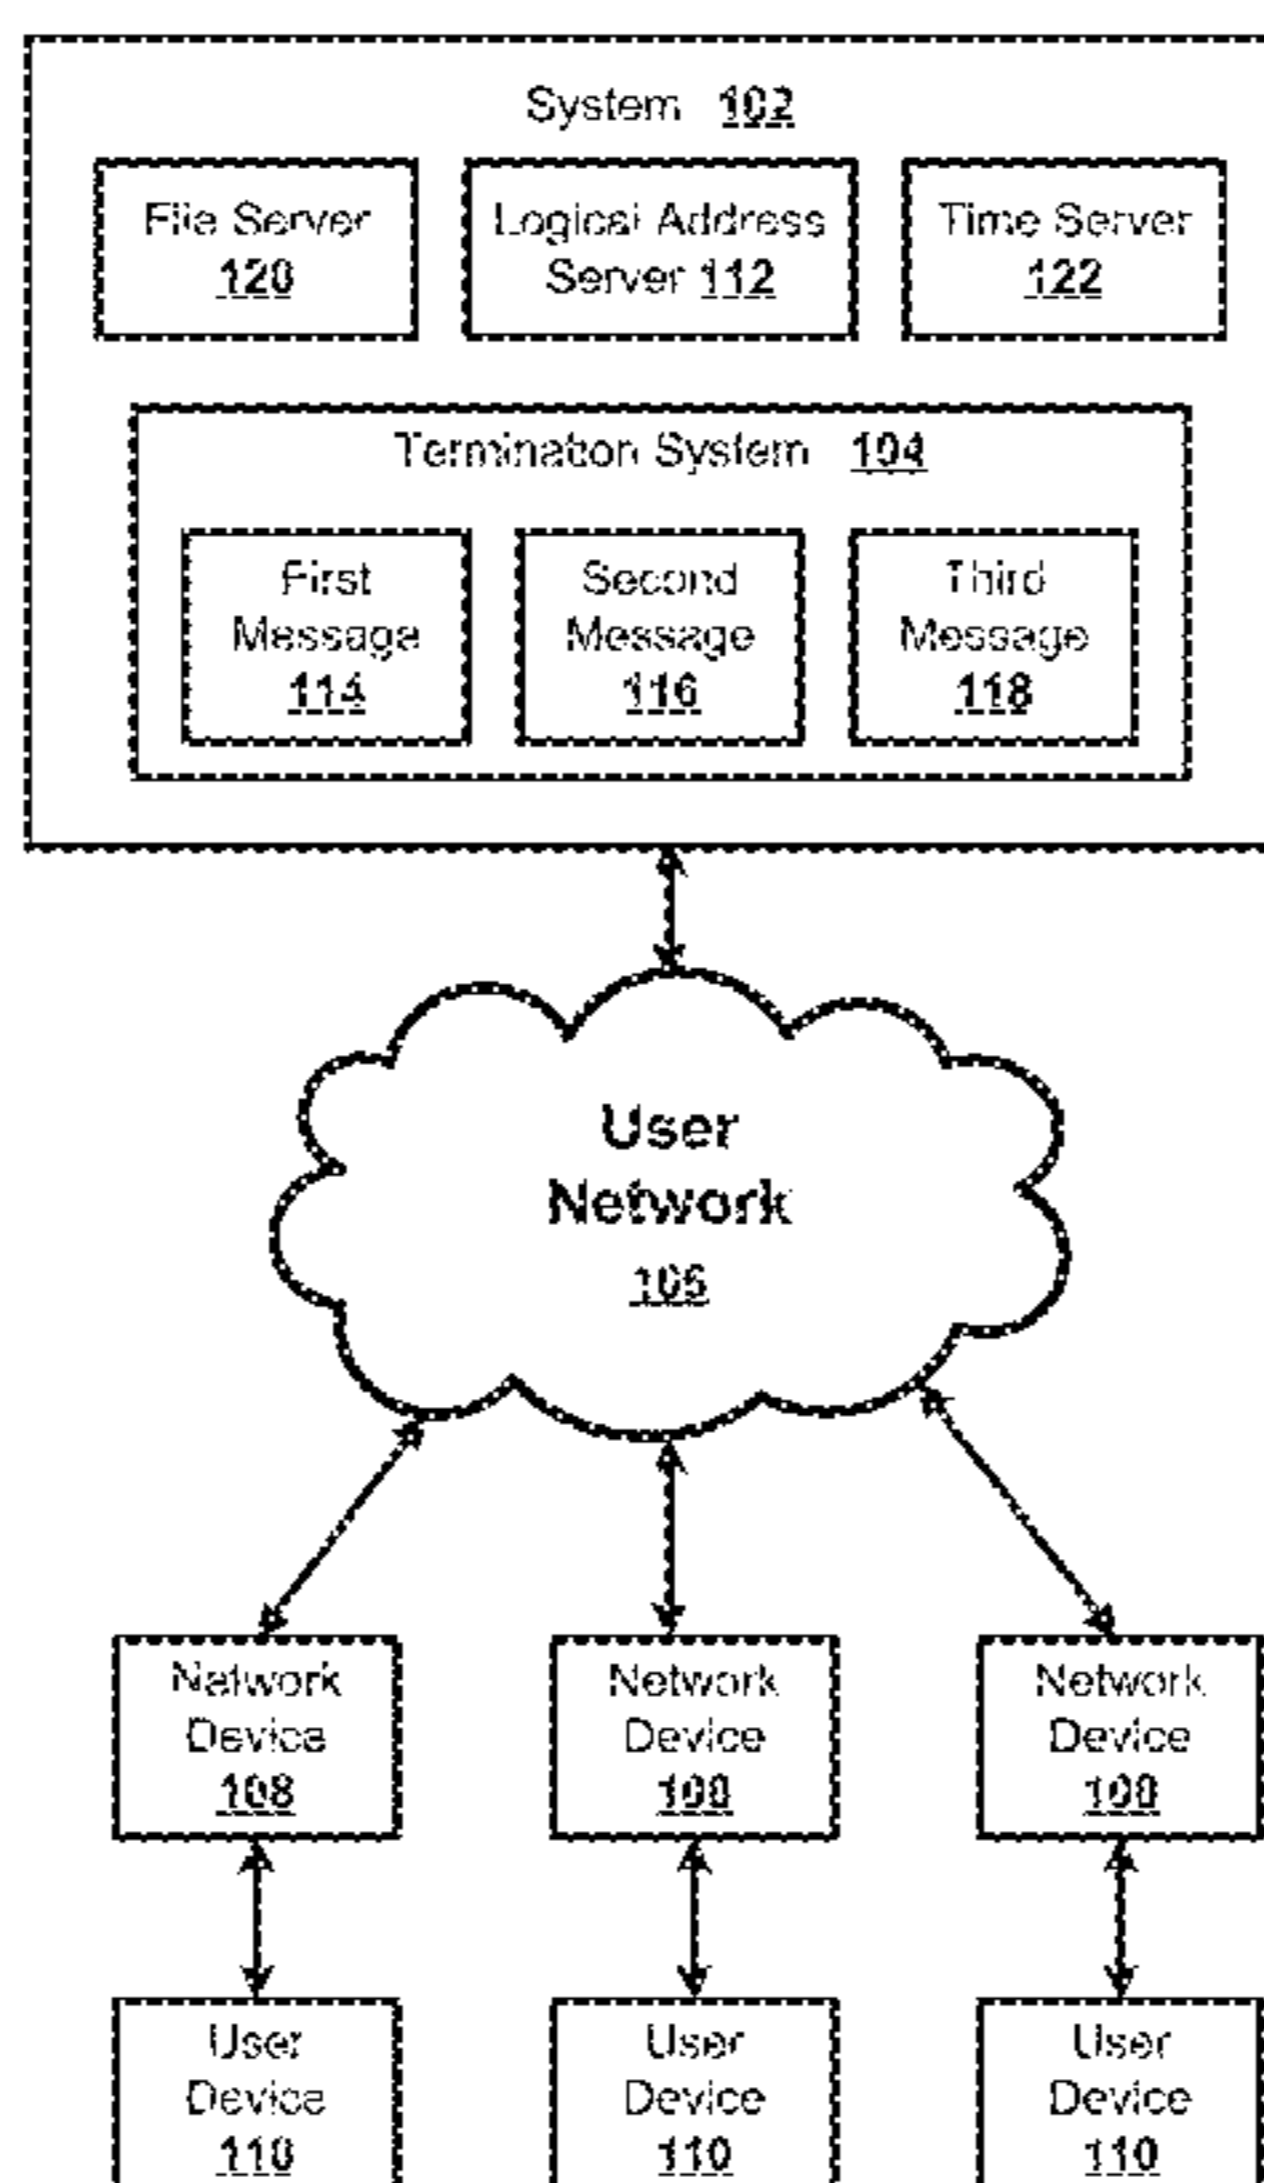 System 102
File Server
120
Logical Address
Server 112
Time Server
122
Termination System 104
First
Message
114
Second
Message
116
Third
Message
118
User
Network
106
Network
Device
108
Network
Device
108
Network
Device
108
User
Device
110
User
Device
110
User
Device
110